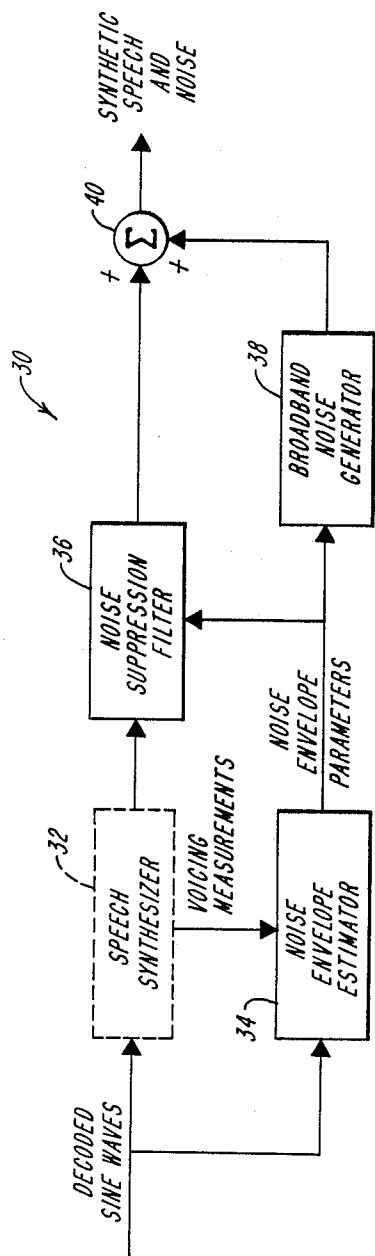 30
DECODED
SINE WAVES
32
SPEECH
SYNTHESIZER
VOICING
MEASUREMENTS
34
NOISE
ENVELOPE
ESTIMATOR
NOISE
ENVELOPE
PARAMETERS
36
NOISE
SUPPRESSION
FILTER
38
BROADBAND
NOISE
GENERATOR
40
+
Σ
+
SYNTHETIC
SPEECH
AND
NOISE